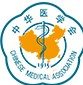 中华医学会
CHINESE MEDICAL ASSOCIATION